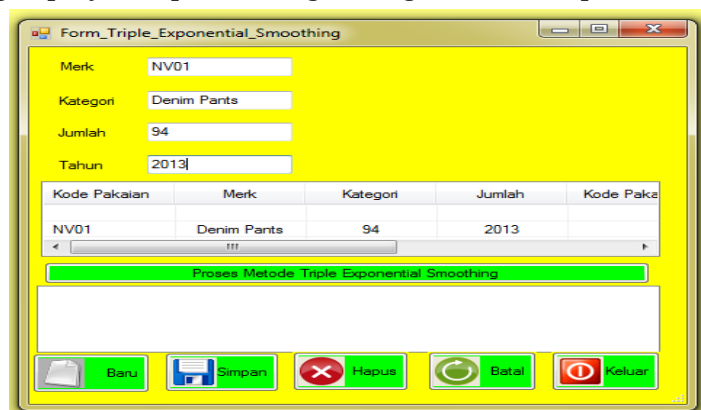 Form_Triple_Exponential_Smoothing
Merk NV01
Kategori Denim Pants
Jumlah 94
Tahun 2013
Kode Pakaian Merk Kategori Jumlah Kode Paka
NV01 Denim Pants 94 2013
Proses Metode Triple Exponential Smoothing
Baru Simpan Hapus Batal Keluar